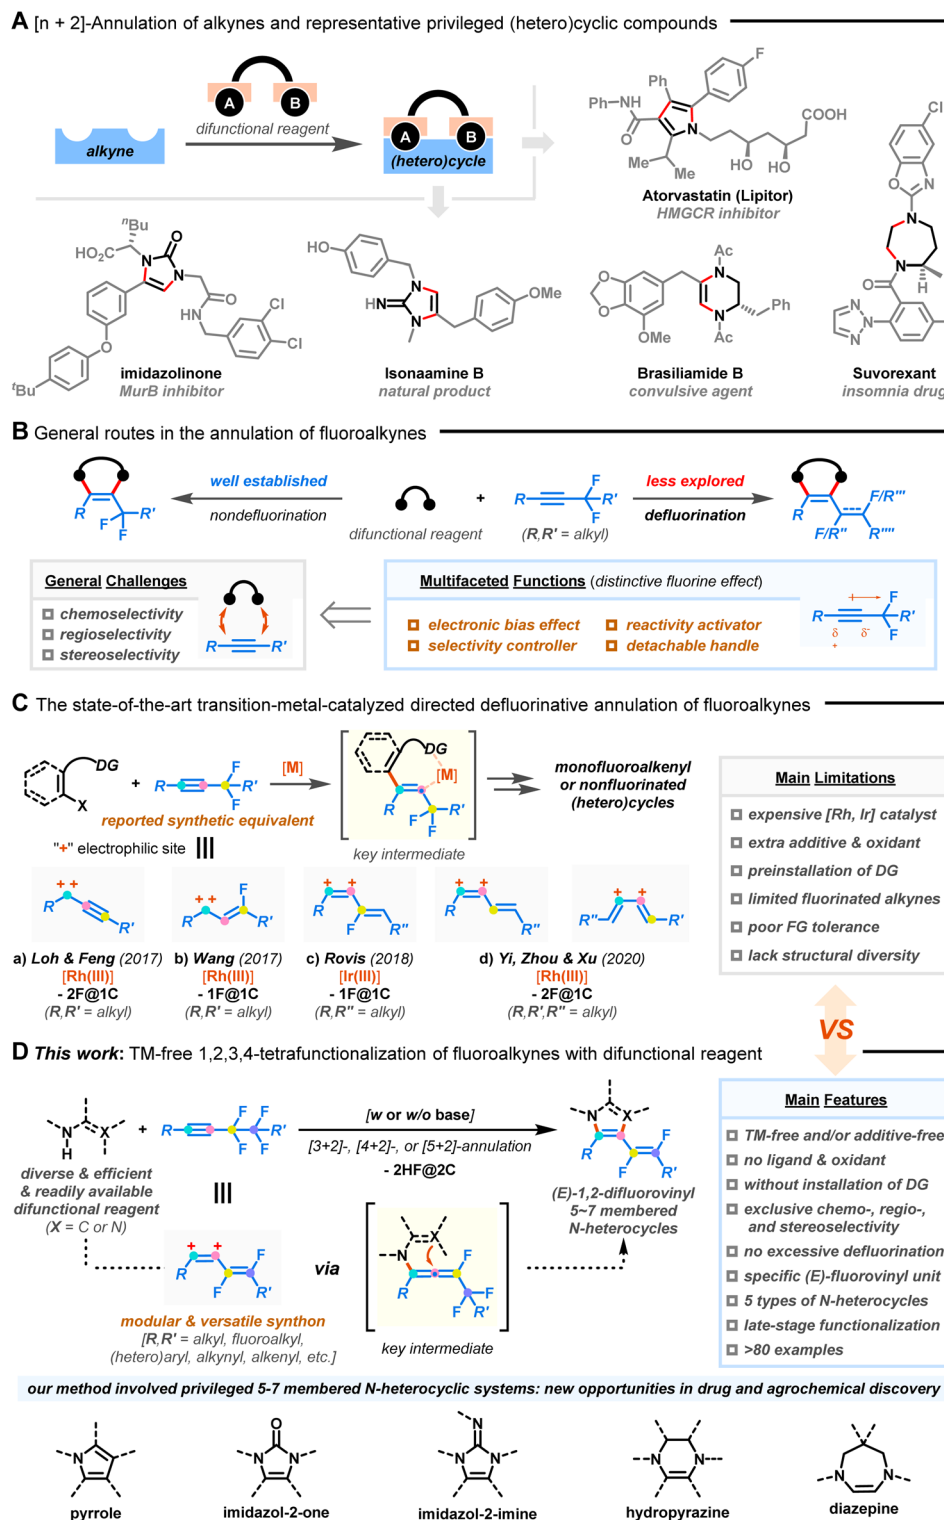 A [n + 2]-Annulation of alkynes and representative privileged (hetero)cyclic compounds
A B
difunctional reagent
alkyne
A B
(hetero)cycle
Ph
F
PhHN
O
N
COOH
HO HO
Me
Me
Atorvastatin (Lipitor)
HMGCR inhibitor
Cl
O N
N
N
H
O
N
N
N
Suvorexant
insomnia drug
nBu
HO2C
O
N N
O
HN
Cl
Cl
O
tBu
imidazolinone
MurB inhibitor
HO
N
HN
N
OMe
Isonaamine B
natural product
Ac
O
O
N
N
Ph
OMe
Ac
Brasiliamide B
convulsive agent
B General routes in the annulation of fluoroalkynes
R R'
F F
well established
nondefluorination
difunctional reagent
+
F
R R'
F
(R,R' = alkyl)
less explored
defluorination
F/R'''
R
F/R'' R''''
General Challenges
chemoselectivity
regioselectivity
stereoselectivity
R R'
Multifaceted Functions (distinctive fluorine effect)
electronic bias effect
selectivity controller
reactivity activator
detachable handle
F
R R'
δ δ- F
+
C The state-of-the-art transition-metal-catalyzed directed defluorinative annulation of fluoroalkynes
DG
X
+
F
F
R R'
reported synthetic equivalent
[M]
DG
[M]
R
F F R'
key intermediate
monofluoroalkenyl
or nonfluorinated
(hetero)cycles
"+" electrophilic site
+ +
R R'
+ + F
R R'
+ +
R
F R''
+ +
R
R''
+ +
R'' R'
a) Loh & Feng (2017)
[Rh(III)]
- 2F@1C
(R,R' = alkyl)
b) Wang (2017)
[Rh(III)]
- 1F@1C
(R,R' = alkyl)
c) Rovis (2018)
[Ir(III)]
- 1F@1C
(R,R'' = alkyl)
d) Yi, Zhou & Xu (2020)
[Rh(III)]
- 2F@1C
(R,R',R'' = alkyl)
Main Limitations
expensive [Rh, Ir] catalyst
extra additive & oxidant
preinstallation of DG
limited fluorinated alkynes
poor FG tolerance
lack structural diversity
VS
D This work: TM-free 1,2,3,4-tetrafunctionalization of fluoroalkynes with difunctional reagent
N X
H
+
F F
R R'
F F
[w or w/o base]
[3+2]-, [4+2]-, or [5+2]-annulation
- 2HF@2C
N X
R F
F R'
(E)-1,2-difluorovinyl
5~7 membered
N-heterocycles
diverse & efficient
& readily available
difunctional reagent
(X = C or N)
+ +
R F
F R'
modular & versatile synthon
[R,R' = alkyl, fluoroalkyl,
(hetero)aryl, alkynyl, alkenyl, etc.]
via
X
N
R F
F F
R'
key intermediate
Main Features
TM-free and/or additive-free
no ligand & oxidant
without installation of DG
exclusive chemo-, regio-,
and stereoselectivity
no excessive defluorination
specific (E)-fluorovinyl unit
5 types of N-heterocycles
late-stage functionalization
>80 examples
our method involved privileged 5-7 membered N-heterocyclic systems: new opportunities in drug and agrochemical discovery
N
pyrrole
O
N N
imidazol-2-one
N
N N
imidazol-2-imine
N N
hydropyrazine
N N
diazepine